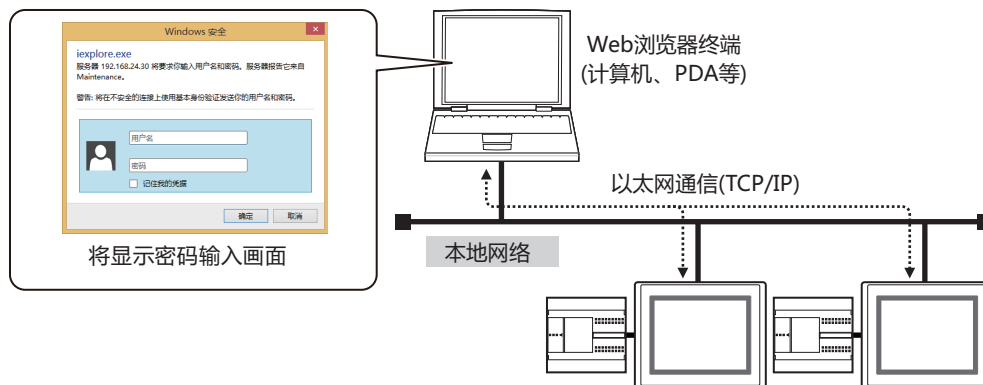 Windows 安全
iexplore.exe
服务器 192.168.24.30 将要求你输入用户名和密码。服务器报告它来自
Maintenance。
警告: 将在不安全的连接上使用基本身份验证发送你的用户名和密码。
用户名
密码
记住我的凭据
确定
取消
将显示密码输入画面
Web浏览器终端
(计算机、PDA等)
以太网通信(TCP/IP)
本地网络